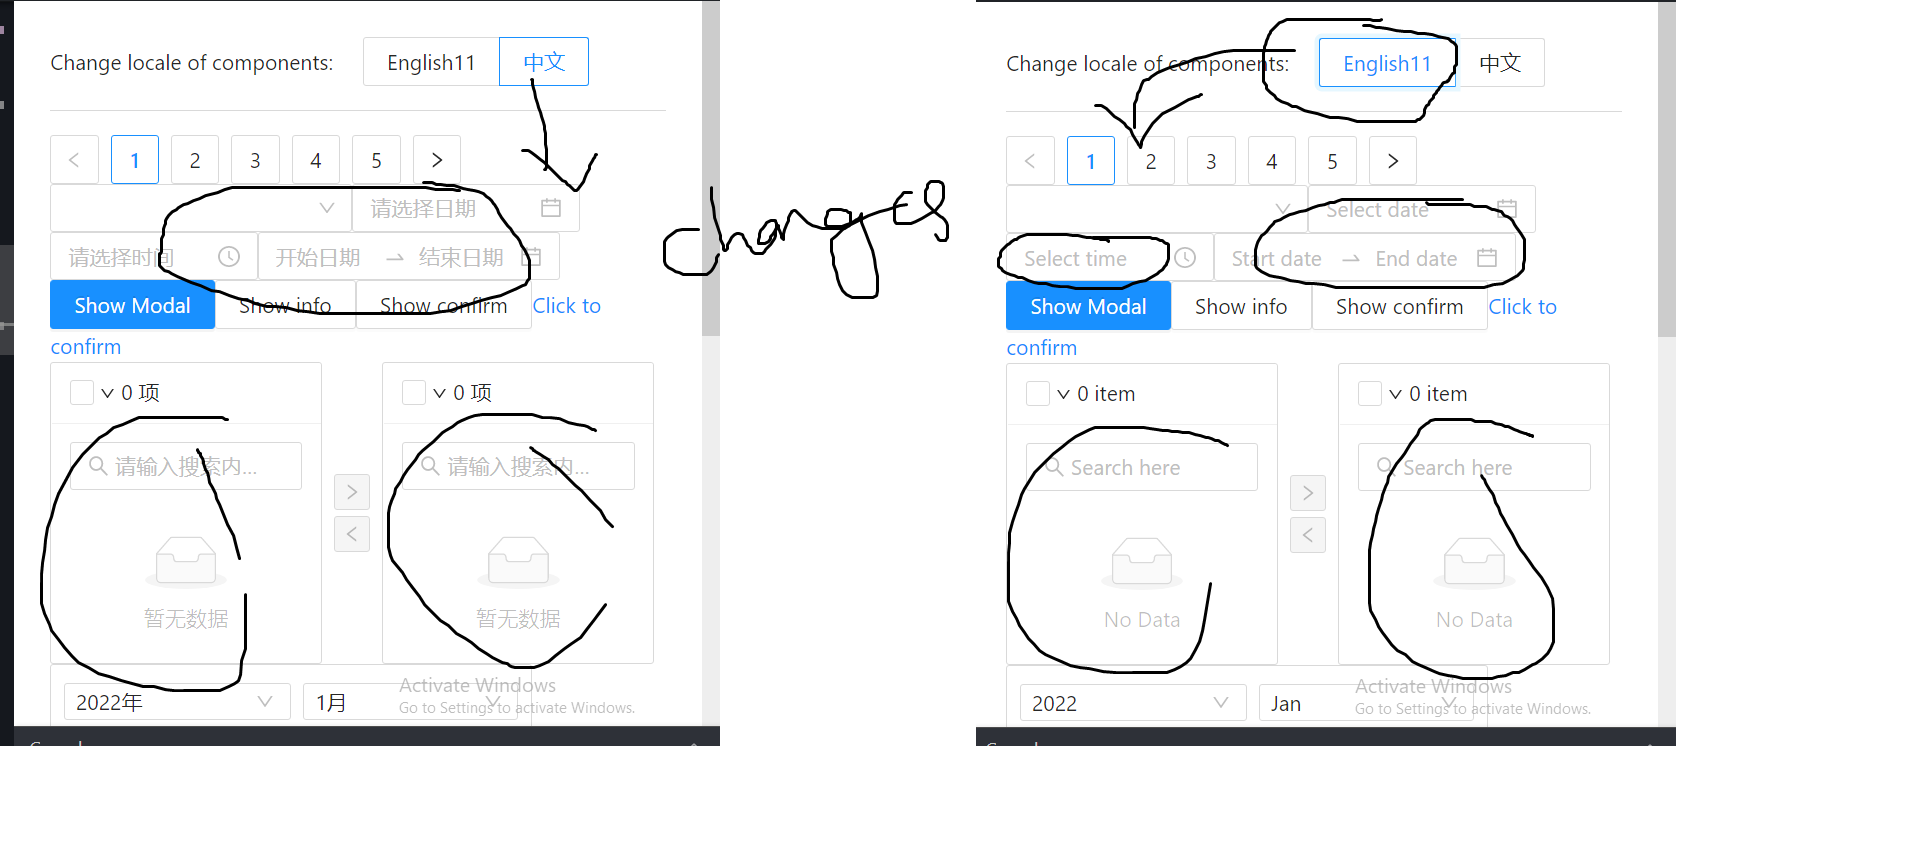 Change locale of components: English11 中文
1 2 3 4 5
请选择日期
请选择时间 开始日期 结束日期
Show Modal Show info Show confirm Click to
confirm
0 项 0 项
请输入搜索内... 请输入搜索内...
暂无数据 暂无数据
2022年 1月
Activate Windows
Go to Settings to activate Windows.
changes
Change locale of components: English11 中文
1 2 3 4 5
Select date
Select time Start date End date
Show Modal Show info Show confirm Click to
confirm
0 item 0 item
Search here Search here
No Data No Data
2022 Jan
Activate Windows
Go to Settings to activate Windows.